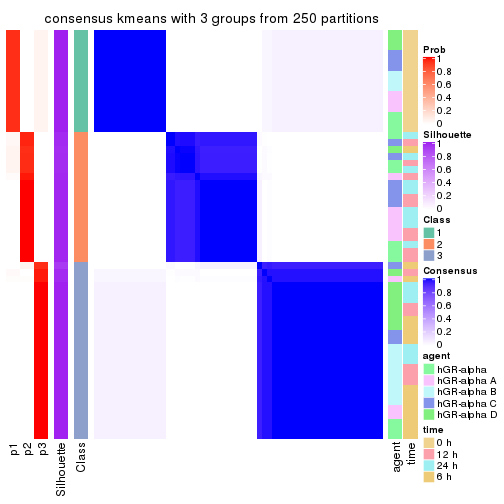 consensus kmeans with 3 groups from 250 partitions
Prob
1
0.8
0.6
0.4
0.2
0
Silhouette
1
0.8
0.6
0.4
0.2
0
Class
1
2
3
Consensus
1
0.8
0.6
0.4
0.2
0
agent
hGR-alpha
hGR-alpha A
hGR-alpha B
hGR-alpha C
hGR-alpha D
time
0 h
12 h
24 h
6 h
p1
p2
p3
Silhouette
Class
agent
time